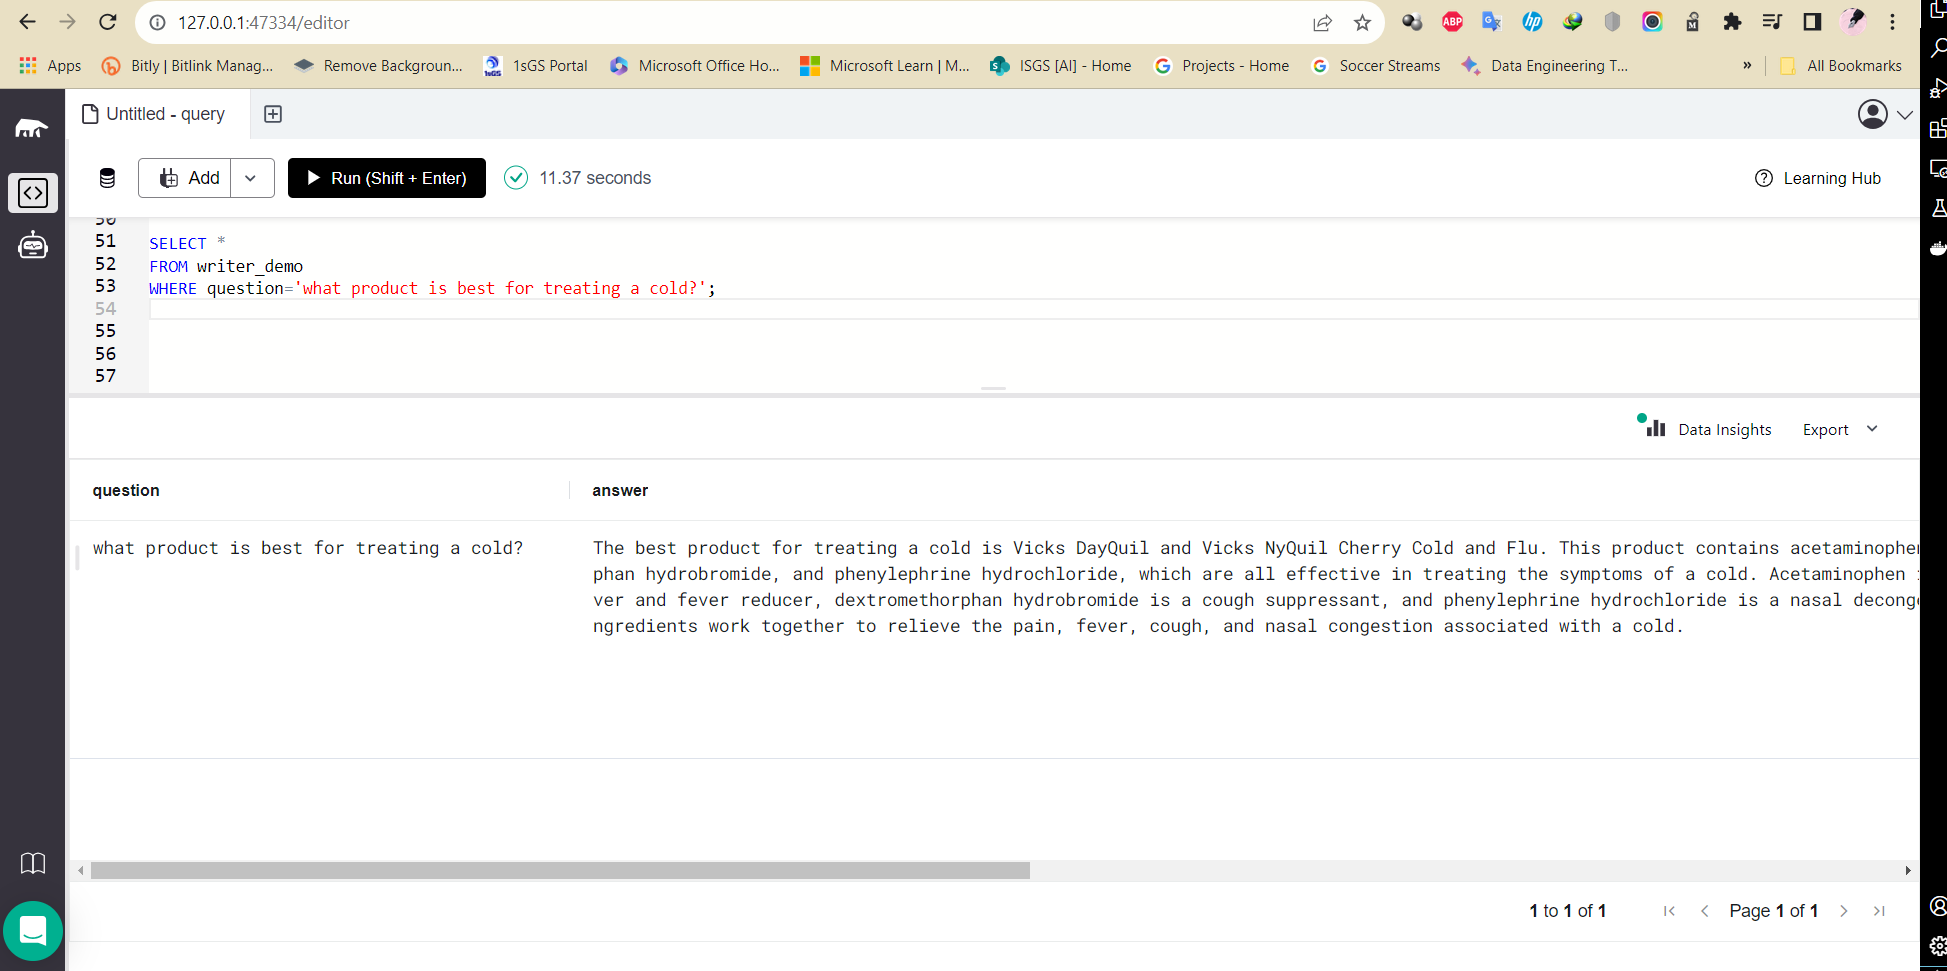 127.0.0.1:47334/editor
ABP
hp
M
Apps
Bitly | Bitlink Manag...
Remove Backgroun...
1sGS
1sGS Portal
Microsoft Office Ho...
Microsoft Learn | M...
ISGS [AI] - Home
Projects - Home
Soccer Streams
Data Engineering T...
»
All Bookmarks
Untitled - query
Add
Run (Shift + Enter)
11.37 seconds
Learning Hub
50
51 SELECT *
52 FROM writer_demo
53 WHERE question='what product is best for treating a cold?';
54
55
56
57
Data Insights
Export
question
answer
what product is best for treating a cold?
The best product for treating a cold is Vicks DayQuil and Vicks NyQuil Cherry Cold and Flu. This product contains acetaminophe
phan hydrobromide, and phenylephrine hydrochloride, which are all effective in treating the symptoms of a cold. Acetaminophen
ver and fever reducer, dextromethorphan hydrobromide is a cough suppressant, and phenylephrine hydrochloride is a nasal decong
ngredients work together to relieve the pain, fever, cough, and nasal congestion associated with a cold.
1 to 1 of 1
Page 1 of 1